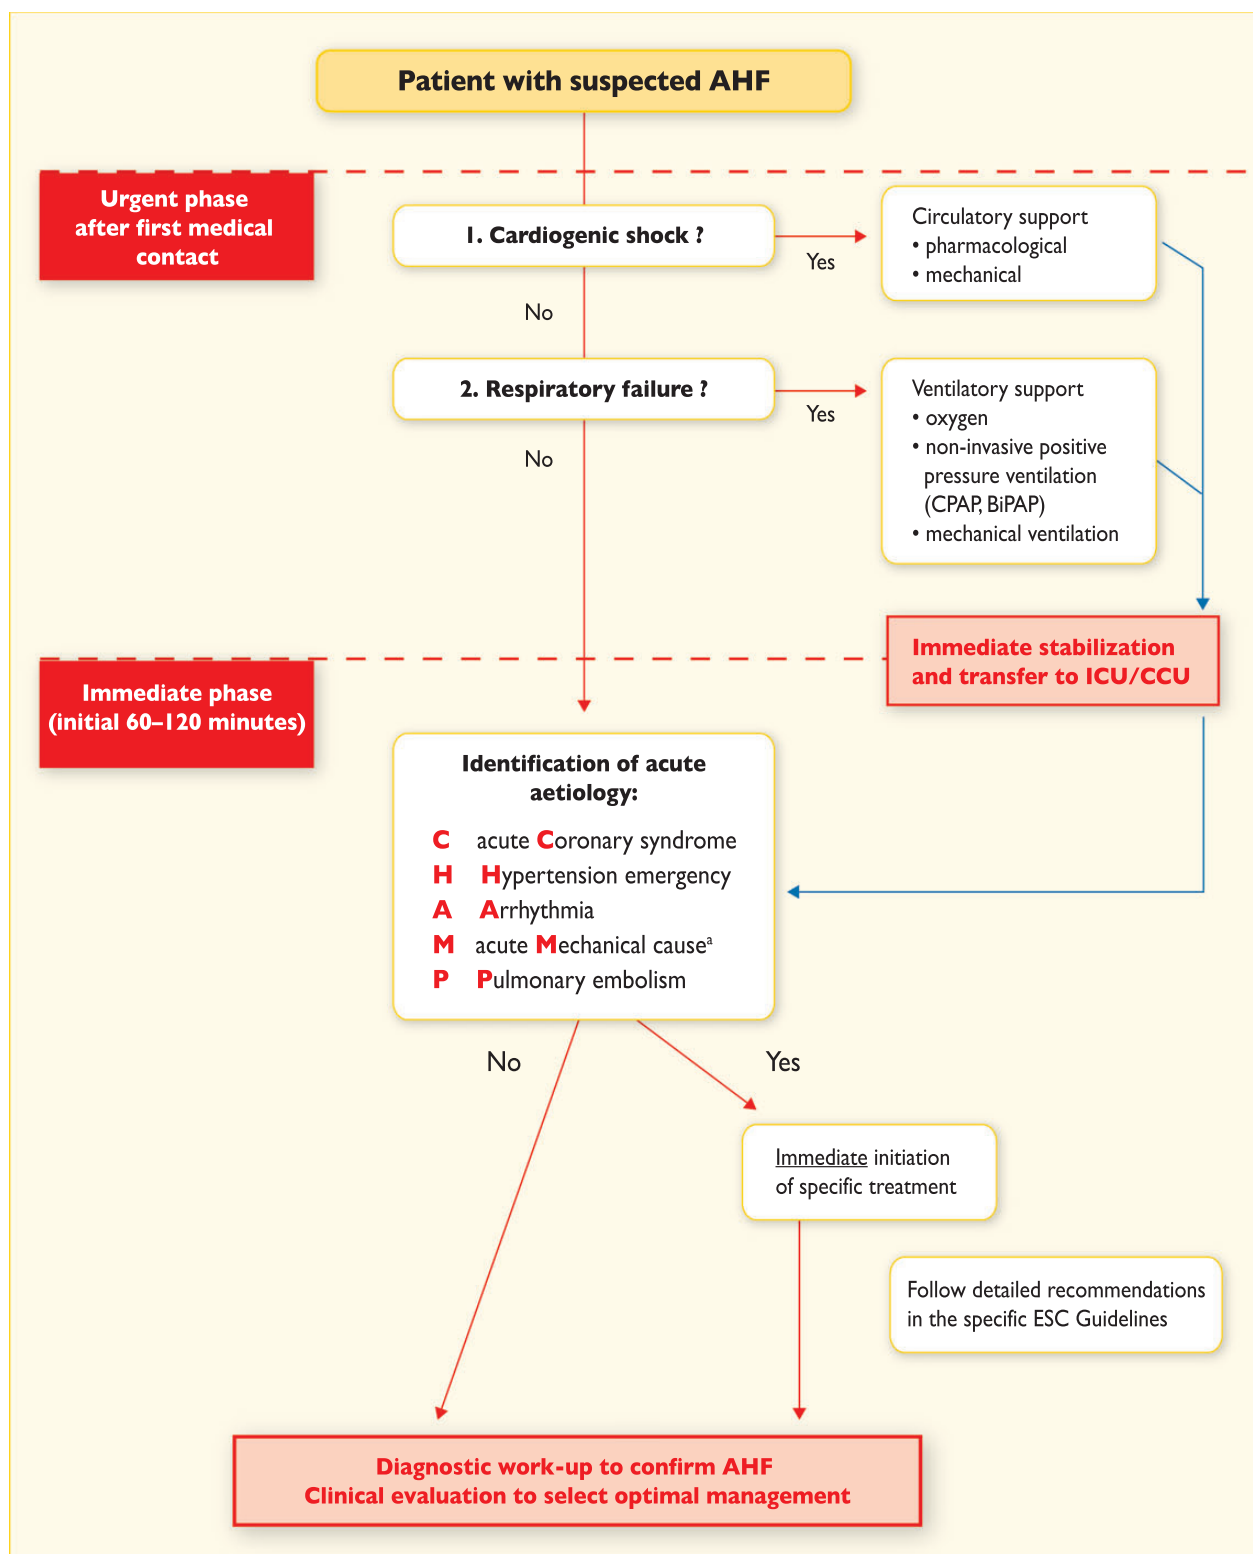 Patient with suspected AHF
Urgent phase
after first medical
contact
1. Cardiogenic shock ?
Yes
Circulatory support
• pharmacological
• mechanical
No
2. Respiratory failure ?
Yes
Ventilatory support
• oxygen
• non-invasive positive
pressure ventilation
(CPAP, BiPAP)
• mechanical ventilation
No
Immediate stabilization
and transfer to ICU/CCU
Immediate phase
(initial 60–120 minutes)
Identification of acute
aetiology:
C acute Coronary syndrome
H Hypertension emergency
A Arrhythmia
M acute Mechanical causeᵃ
P Pulmonary embolism
No
Yes
Immediate initiation
of specific treatment
Follow detailed recommendations
in the specific ESC Guidelines
Diagnostic work-up to confirm AHF
Clinical evaluation to select optimal management